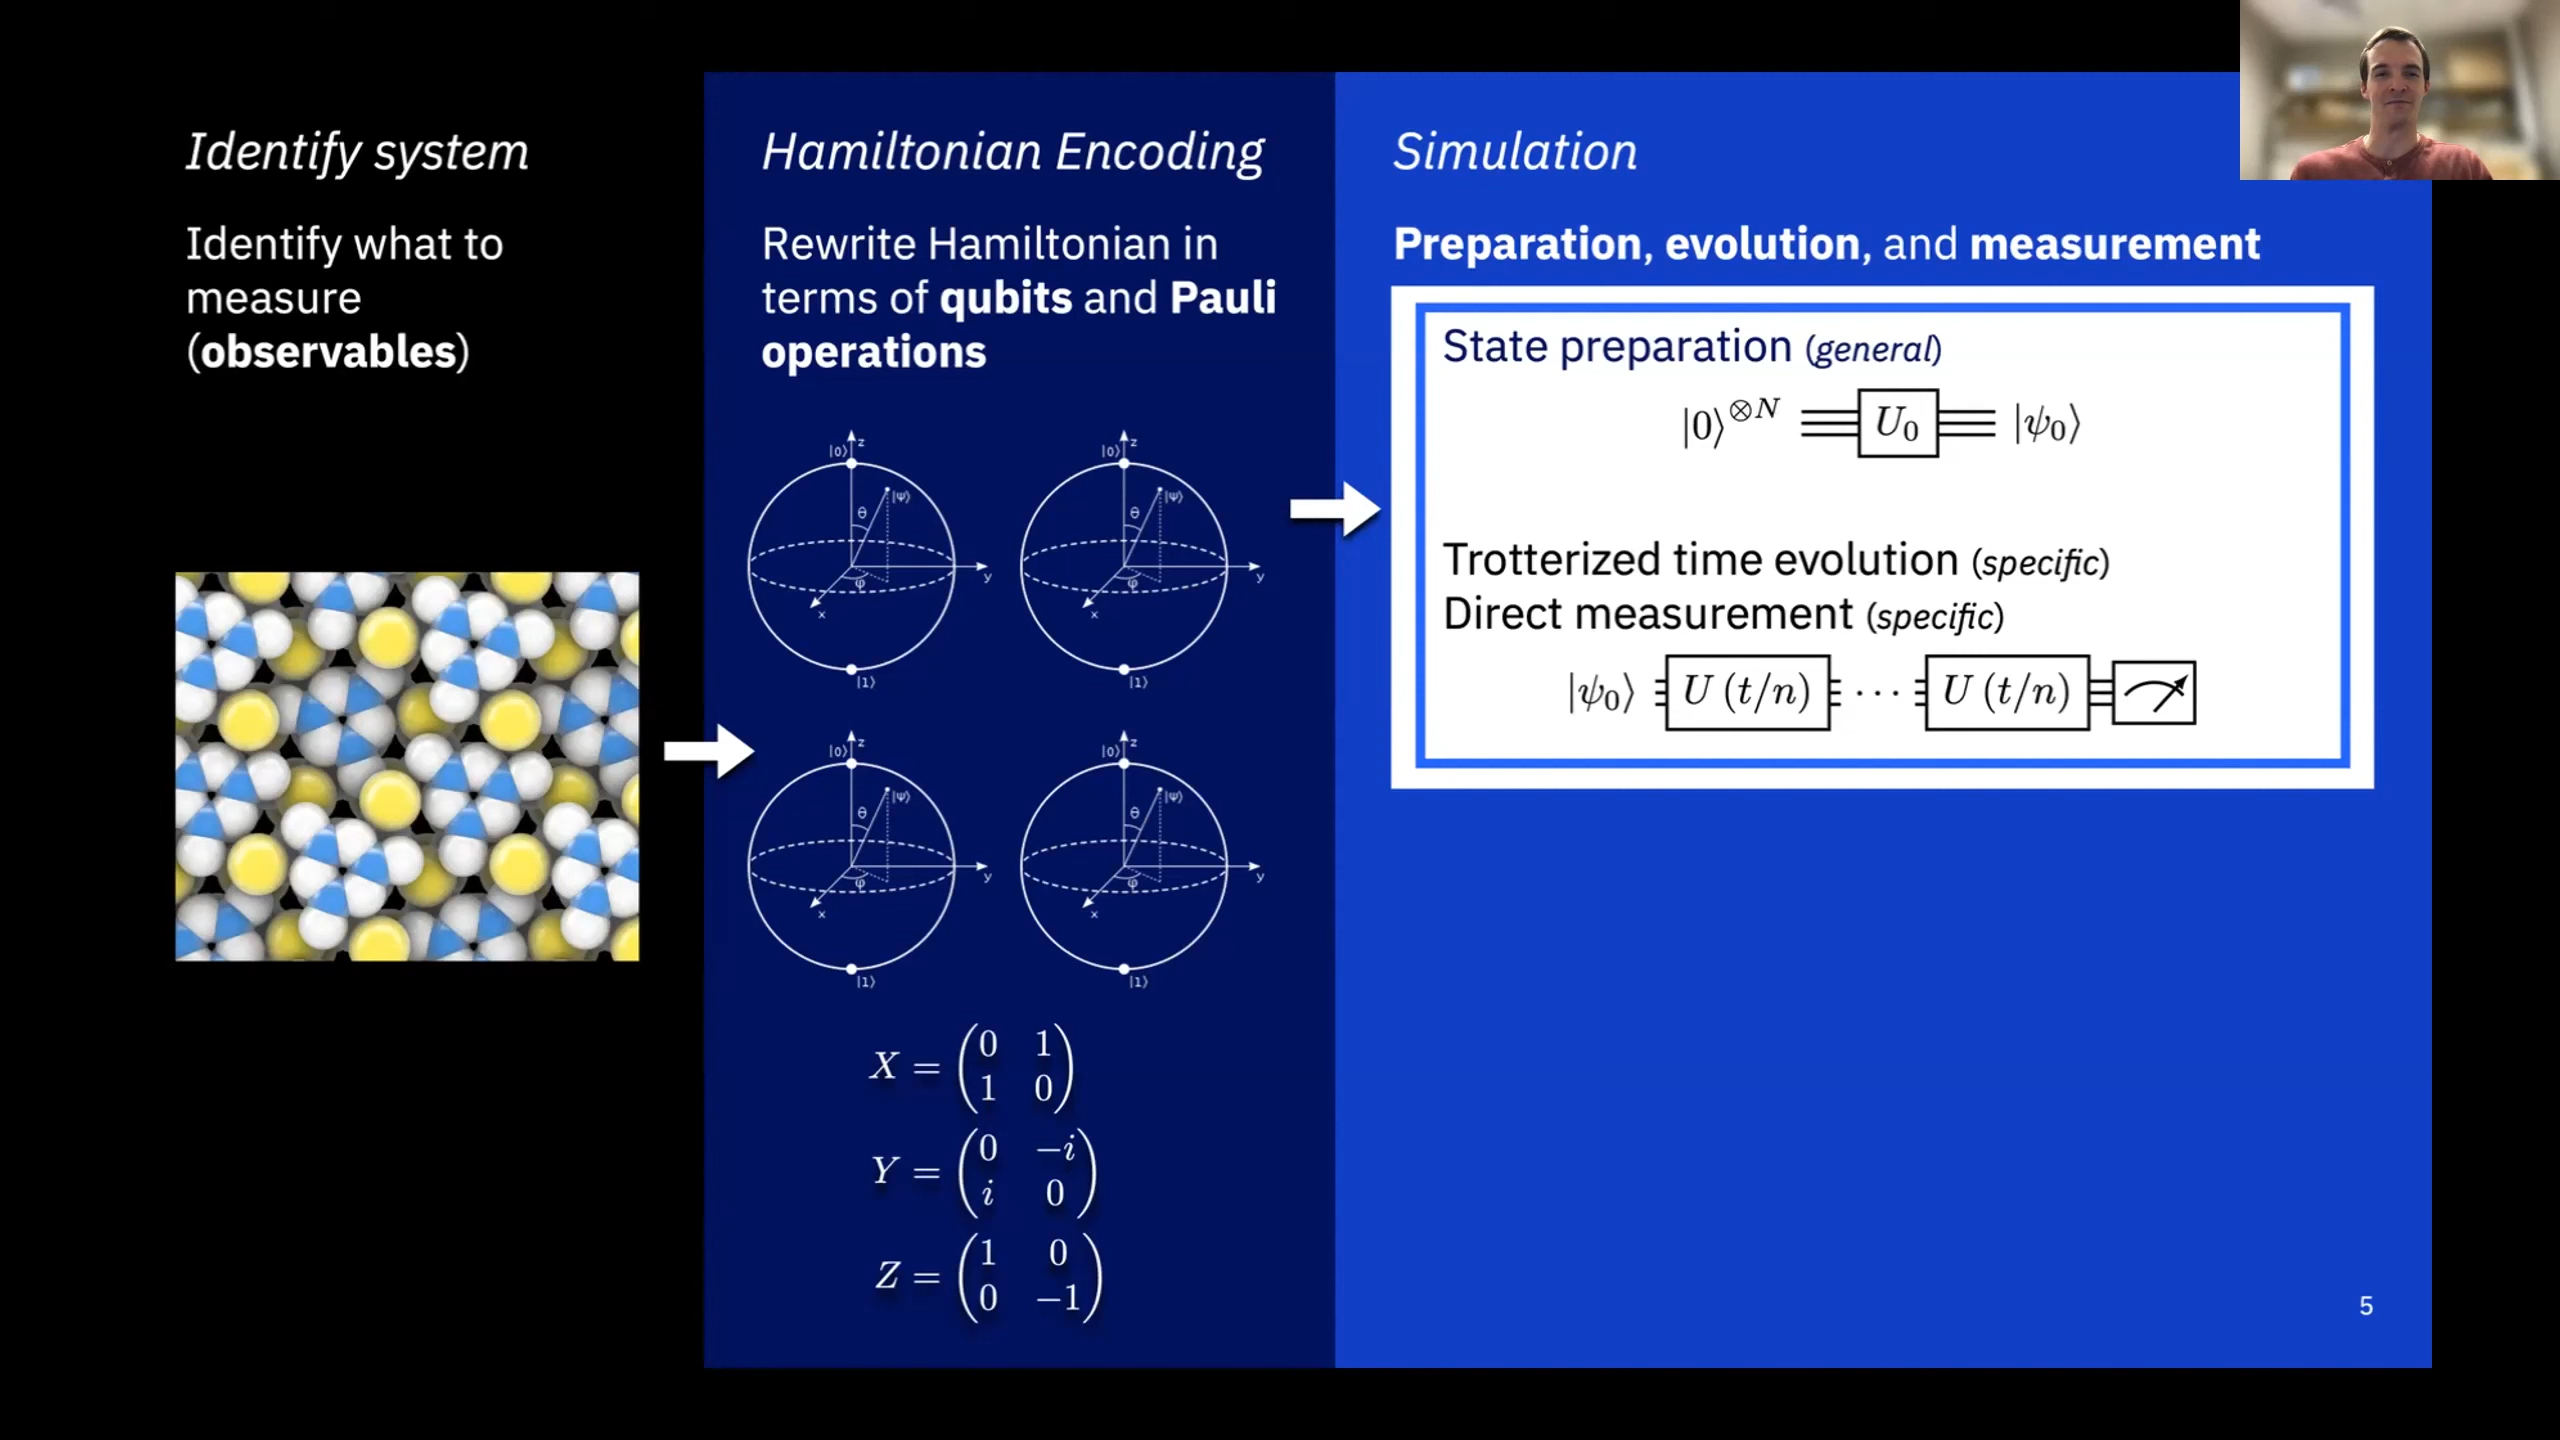 Identify system
Identify what to
measure
(observables)
Hamiltonian Encoding
Rewrite Hamiltonian in
terms of qubits and Pauli
operations
|0⟩ z
|ψ⟩
θ
φ
y
x
|1⟩
|0⟩ z
|ψ⟩
θ
φ
y
x
|1⟩
|0⟩ z
|ψ⟩
θ
φ
y
x
|1⟩
|0⟩ z
|ψ⟩
θ
φ
y
x
|1⟩
X = (0 1
1 0)
Y = (0 −i
i 0)
Z = (1 0
0 −1)
Simulation
Preparation, evolution, and measurement
State preparation (general)
|0⟩⊗N U₀ |ψ₀⟩
Trotterized time evolution (specific)
Direct measurement (specific)
|ψ₀⟩ U (t/n) ··· U (t/n)
5